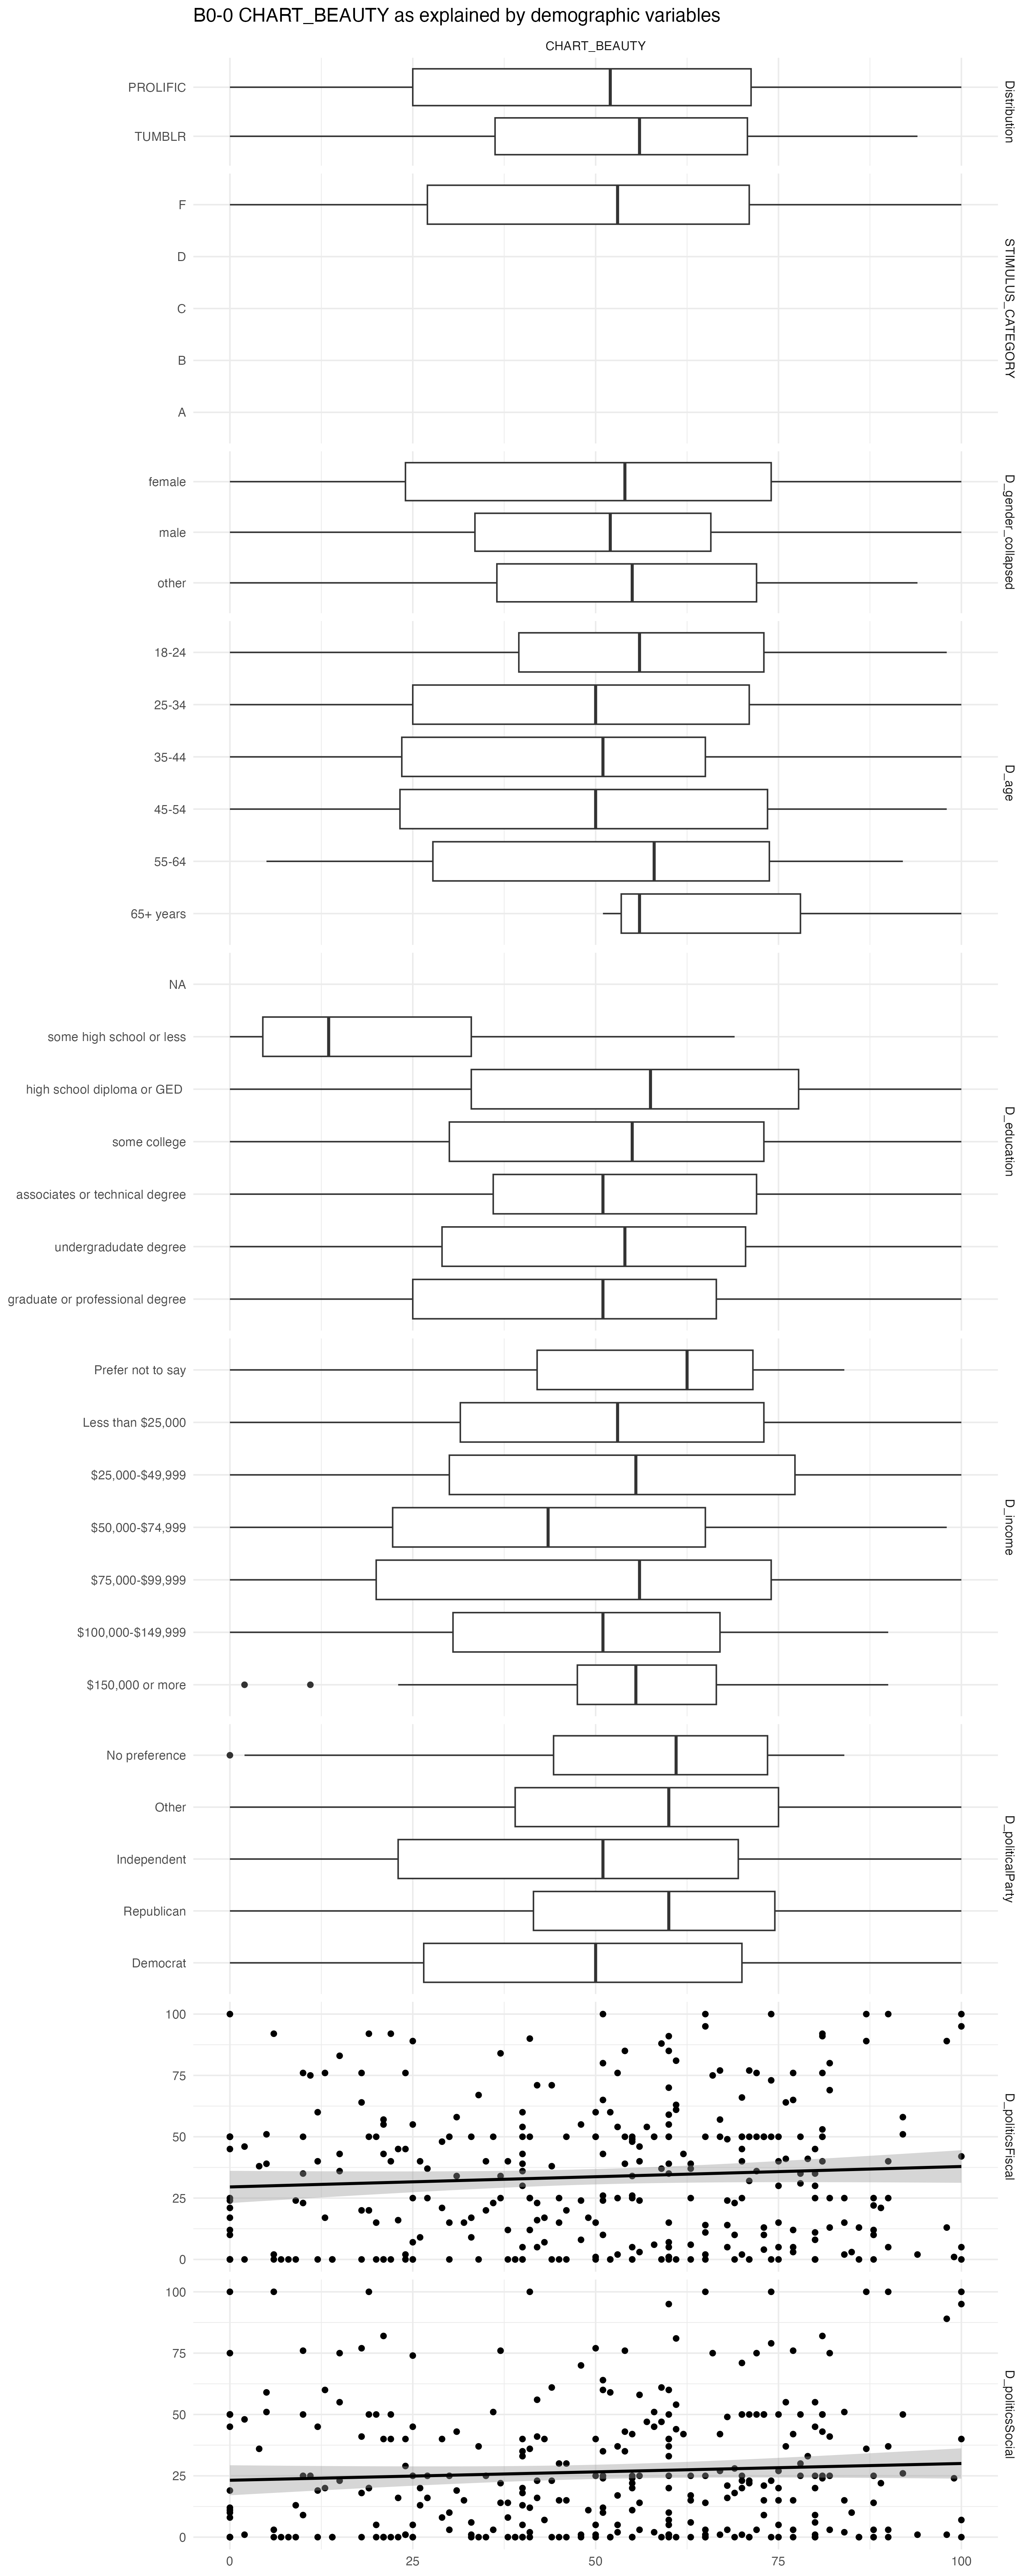 B0-0 CHART_BEAUTY as explained by demographic variables
CHART_BEAUTY
PROLIFIC
TUMBLR
Distribution
F
D
C
B
A
STIMULUS_CATEGORY
female
male
other
D_gender_collapsed
18-24
25-34
35-44
45-54
55-64
65+ years
D_age
NA
some high school or less
high school diploma or GED
some college
associates or technical degree
undergradudate degree
graduate or professional degree
D_education
Prefer not to say
Less than $25,000
$25,000-$49,999
$50,000-$74,999
$75,000-$99,999
$100,000-$149,999
$150,000 or more
D_income
No preference
Other
Independent
Republican
Democrat
D_politicalParty
100
75
50
25
0
D_politicsFiscal
100
75
50
25
0
D_politicsSocial
0 25 50 75 100